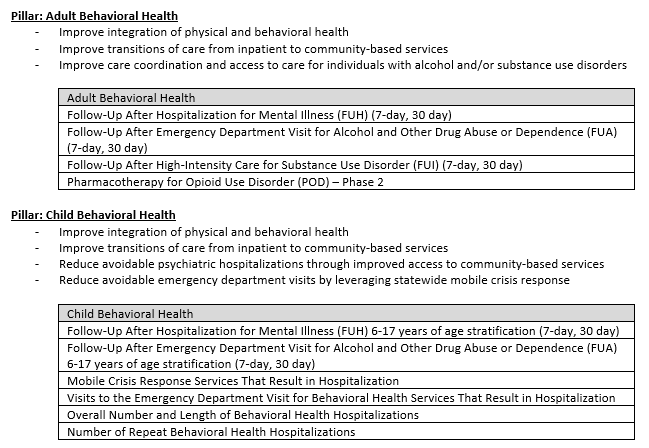 Pillar: Adult Behavioral Health
- Improve integration of physical and behavioral health
- Improve transitions of care from inpatient to community-based services
- Improve care coordination and access to care for individuals with alcohol and/or substance use disorders
Adult Behavioral Health
Follow-Up After Hospitalization for Mental Illness (FUH) (7-day, 30 day)
Follow-Up After Emergency Department Visit for Alcohol and Other Drug Abuse or Dependence (FUA)
(7-day, 30 day)
Follow-Up After High-Intensity Care for Substance Use Disorder (FUI) (7-day, 30 day)
Pharmacotherapy for Opioid Use Disorder (POD) – Phase 2
Pillar: Child Behavioral Health
- Improve integration of physical and behavioral health
- Improve transitions of care from inpatient to community-based services
- Reduce avoidable psychiatric hospitalizations through improved access to community-based services
- Reduce avoidable emergency department visits by leveraging statewide mobile crisis response
Child Behavioral Health
Follow-Up After Hospitalization for Mental Illness (FUH) 6-17 years of age stratification (7-day, 30 day)
Follow-Up After Emergency Department Visit for Alcohol and Other Drug Abuse or Dependence (FUA)
6-17 years of age stratification (7-day, 30 day)
Mobile Crisis Response Services That Result in Hospitalization
Visits to the Emergency Department Visit for Behavioral Health Services That Result in Hospitalization
Overall Number and Length of Behavioral Health Hospitalizations
Number of Repeat Behavioral Health Hospitalizations